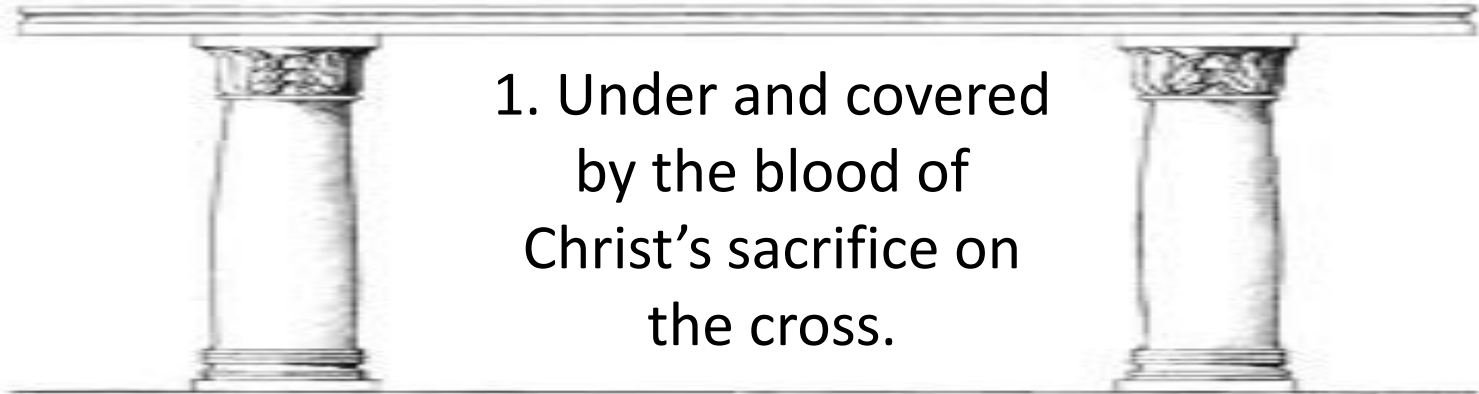 1. Under and covered
by the blood of
Christ’s sacrifice on
the cross.